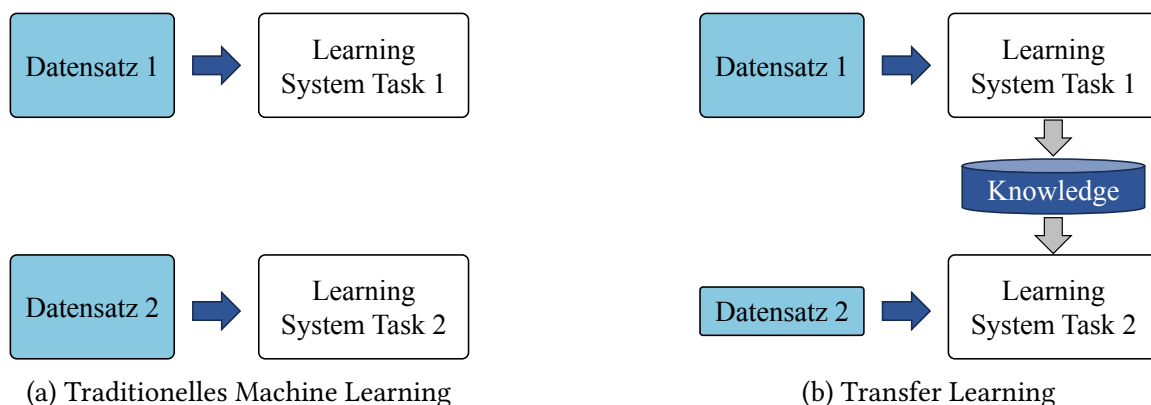 Datensatz 1
Learning
System Task 1
Datensatz 2
Learning
System Task 2
(a) Traditionelles Machine Learning
Datensatz 1
Learning
System Task 1
Knowledge
Datensatz 2
Learning
System Task 2
(b) Transfer Learning